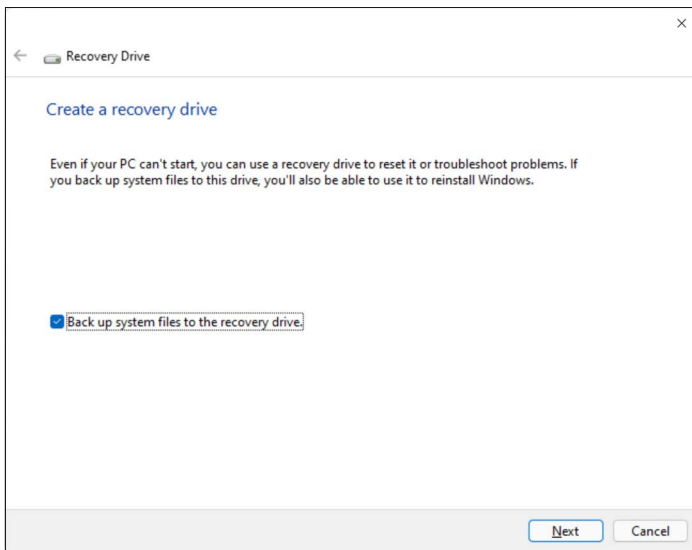 Recovery Drive
Create a recovery drive
Even if your PC can't start, you can use a recovery drive to reset it or troubleshoot problems. If
you back up system files to this drive, you'll also be able to use it to reinstall Windows.
Back up system files to the recovery drive.
Next Cancel